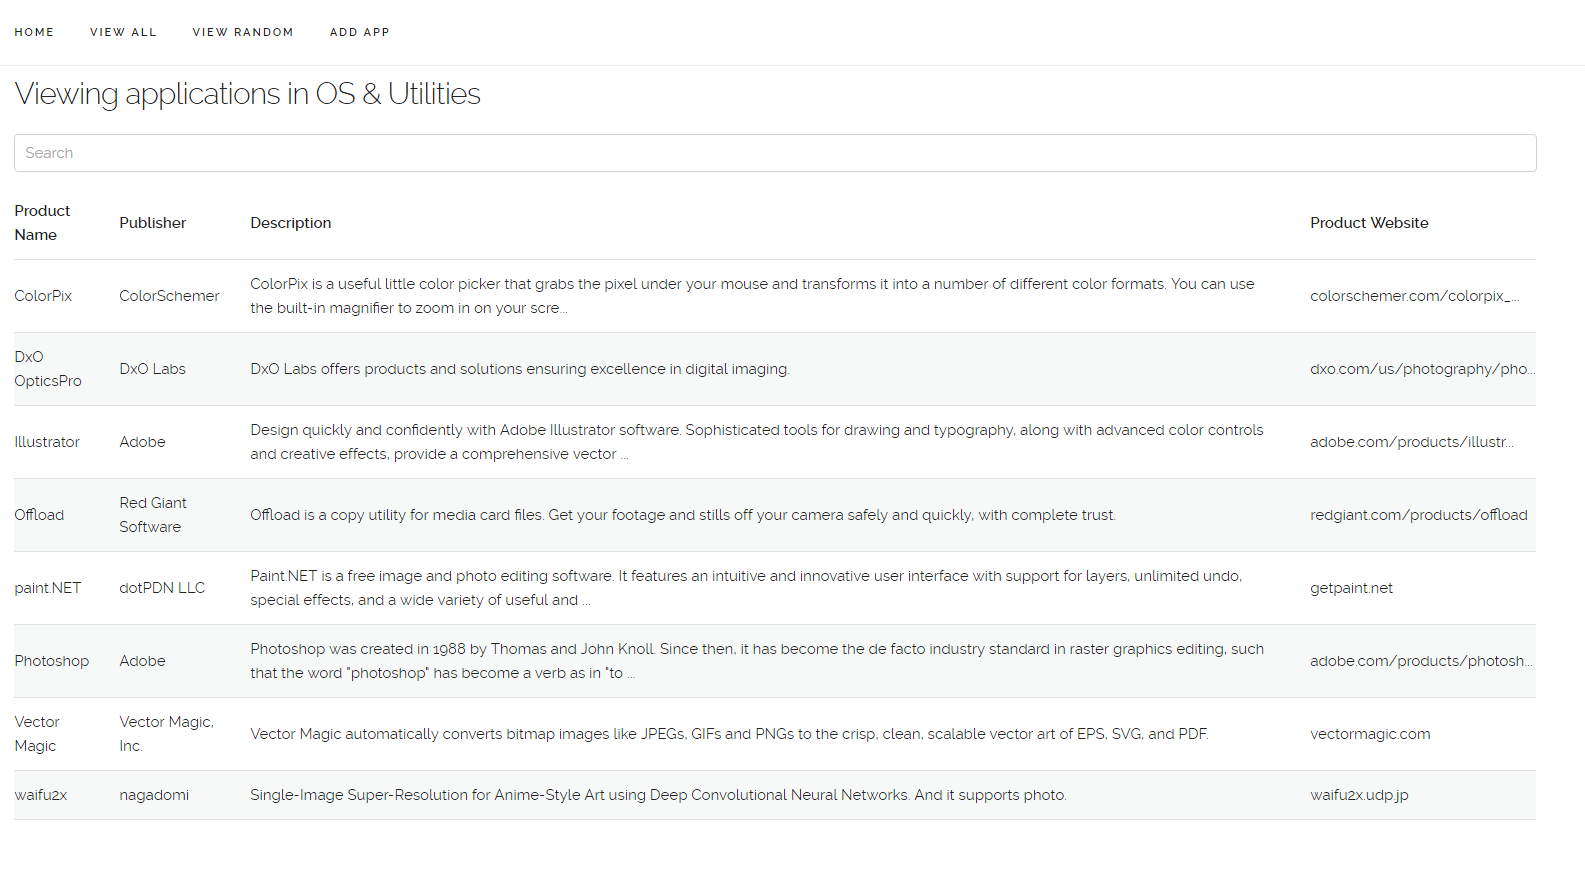 HOME VIEW ALL VIEW RANDOM ADD APP
Viewing applications in OS & Utilities
Search
Product
Name
Publisher
Description
Product Website
ColorPix
ColorSchemer
ColorPix is a useful little color picker that grabs the pixel under your mouse and transforms it into a number of different color formats. You can use
the built-in magnifier to zoom in on your scre...
colorschemer.com/colorpix_...
DxO
OpticsPro
DxO Labs
DxO Labs offers products and solutions ensuring excellence in digital imaging.
dxo.com/us/photography/pho...
Illustrator
Adobe
Design quickly and confidently with Adobe Illustrator software. Sophisticated tools for drawing and typography, along with advanced color controls
and creative effects, provide a comprehensive vector ...
adobe.com/products/illustr...
Offload
Red Giant
Software
Offload is a copy utility for media card files. Get your footage and stills off your camera safely and quickly, with complete trust.
redgiant.com/products/offload
paint.NET
dotPDN LLC
Paint.NET is a free image and photo editing software. It features an intuitive and innovative user interface with support for layers, unlimited undo,
special effects, and a wide variety of useful and ...
getpaint.net
Photoshop
Adobe
Photoshop was created in 1988 by Thomas and John Knoll. Since then, it has become the de facto industry standard in raster graphics editing, such
that the word "photoshop" has become a verb as in "to ...
adobe.com/products/photosh...
Vector
Magic
Vector Magic,
Inc.
Vector Magic automatically converts bitmap images like JPEGs, GIFs and PNGs to the crisp, clean, scalable vector art of EPS, SVG, and PDF.
vectormagic.com
waifu2x
nagadomi
Single-Image Super-Resolution for Anime-Style Art using Deep Convolutional Neural Networks. And it supports photo.
waifu2x.udp.jp